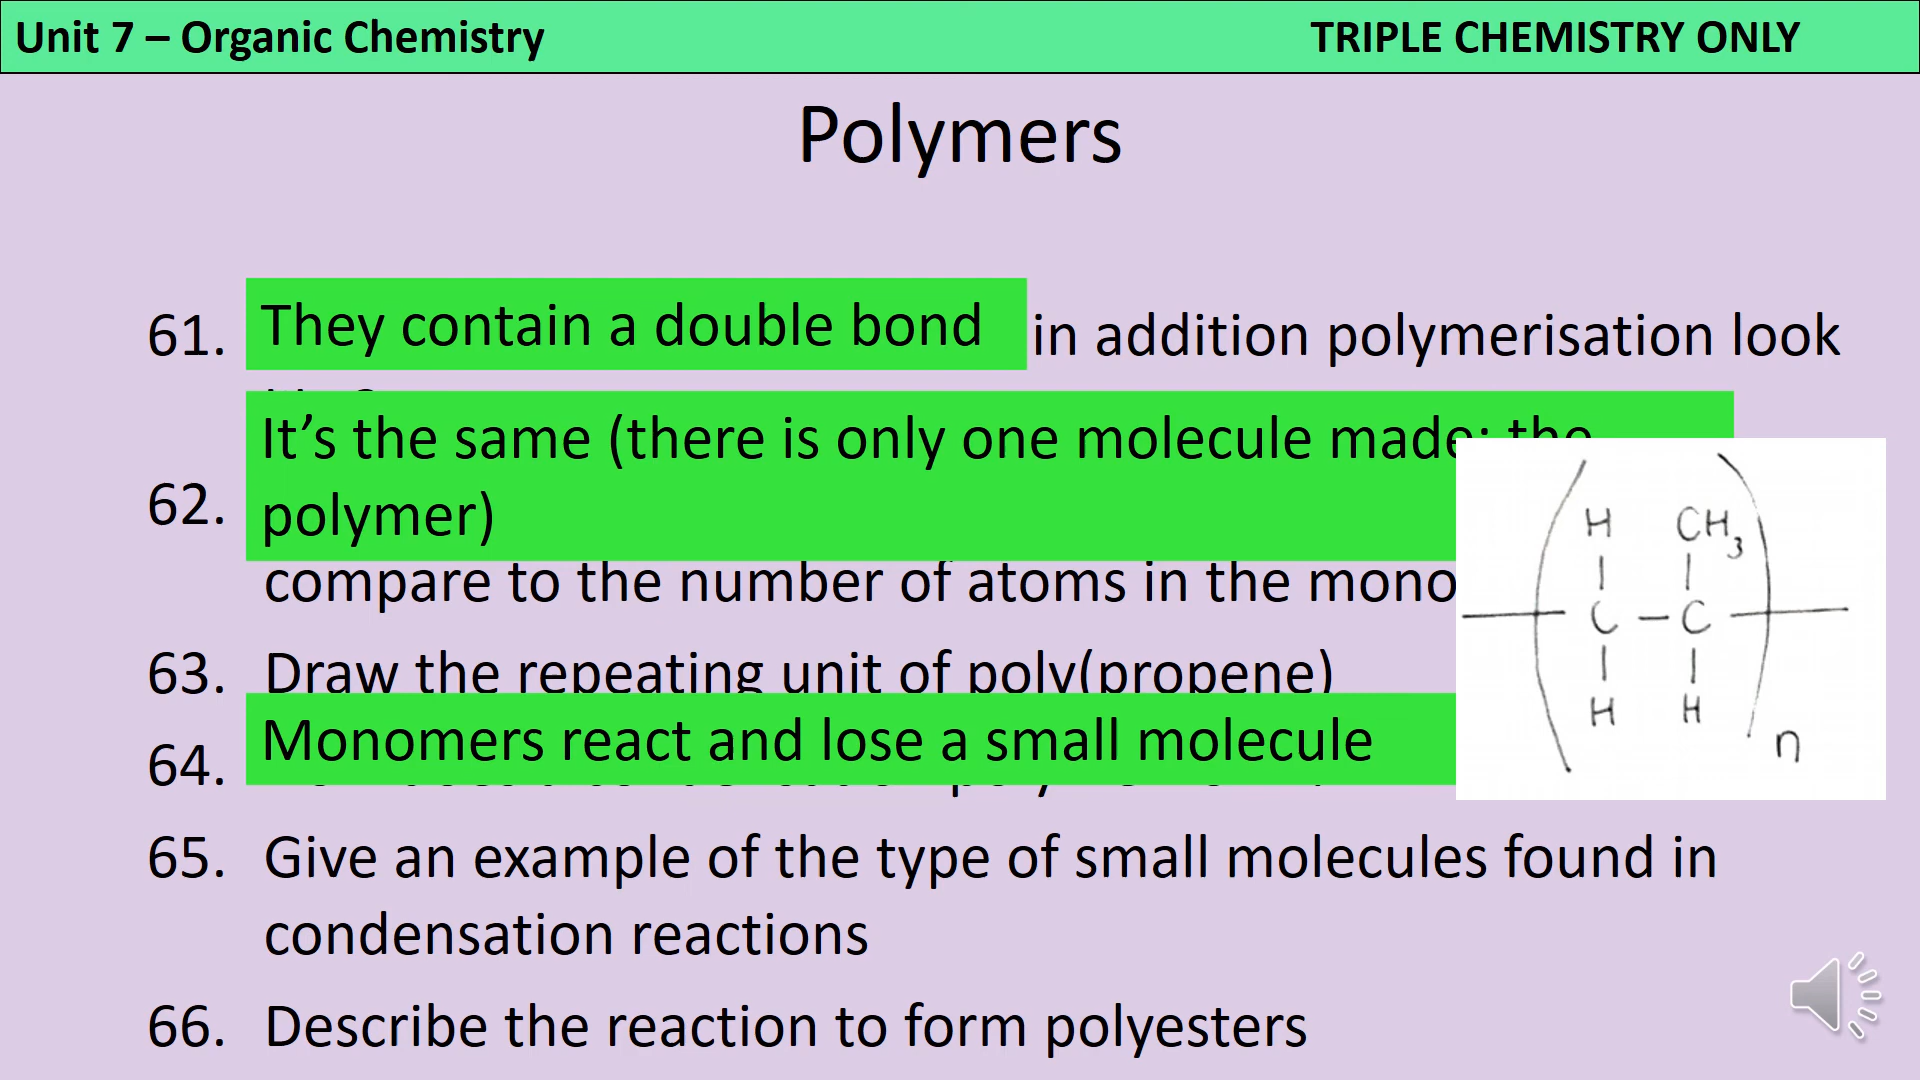 Unit 7 – Organic Chemistry TRIPLE CHEMISTRY ONLY
Polymers
61. They contain a double bond in addition polymerisation look
It’s the same (there is only one molecule made: the
62. polymer)
compare to the number of atoms in the mono
63. Draw the repeating unit of poly(propene)
64. Monomers react and lose a small molecule
65. Give an example of the type of small molecules found in
condensation reactions
66. Describe the reaction to form polyesters
H CH3
C – C
H H
n